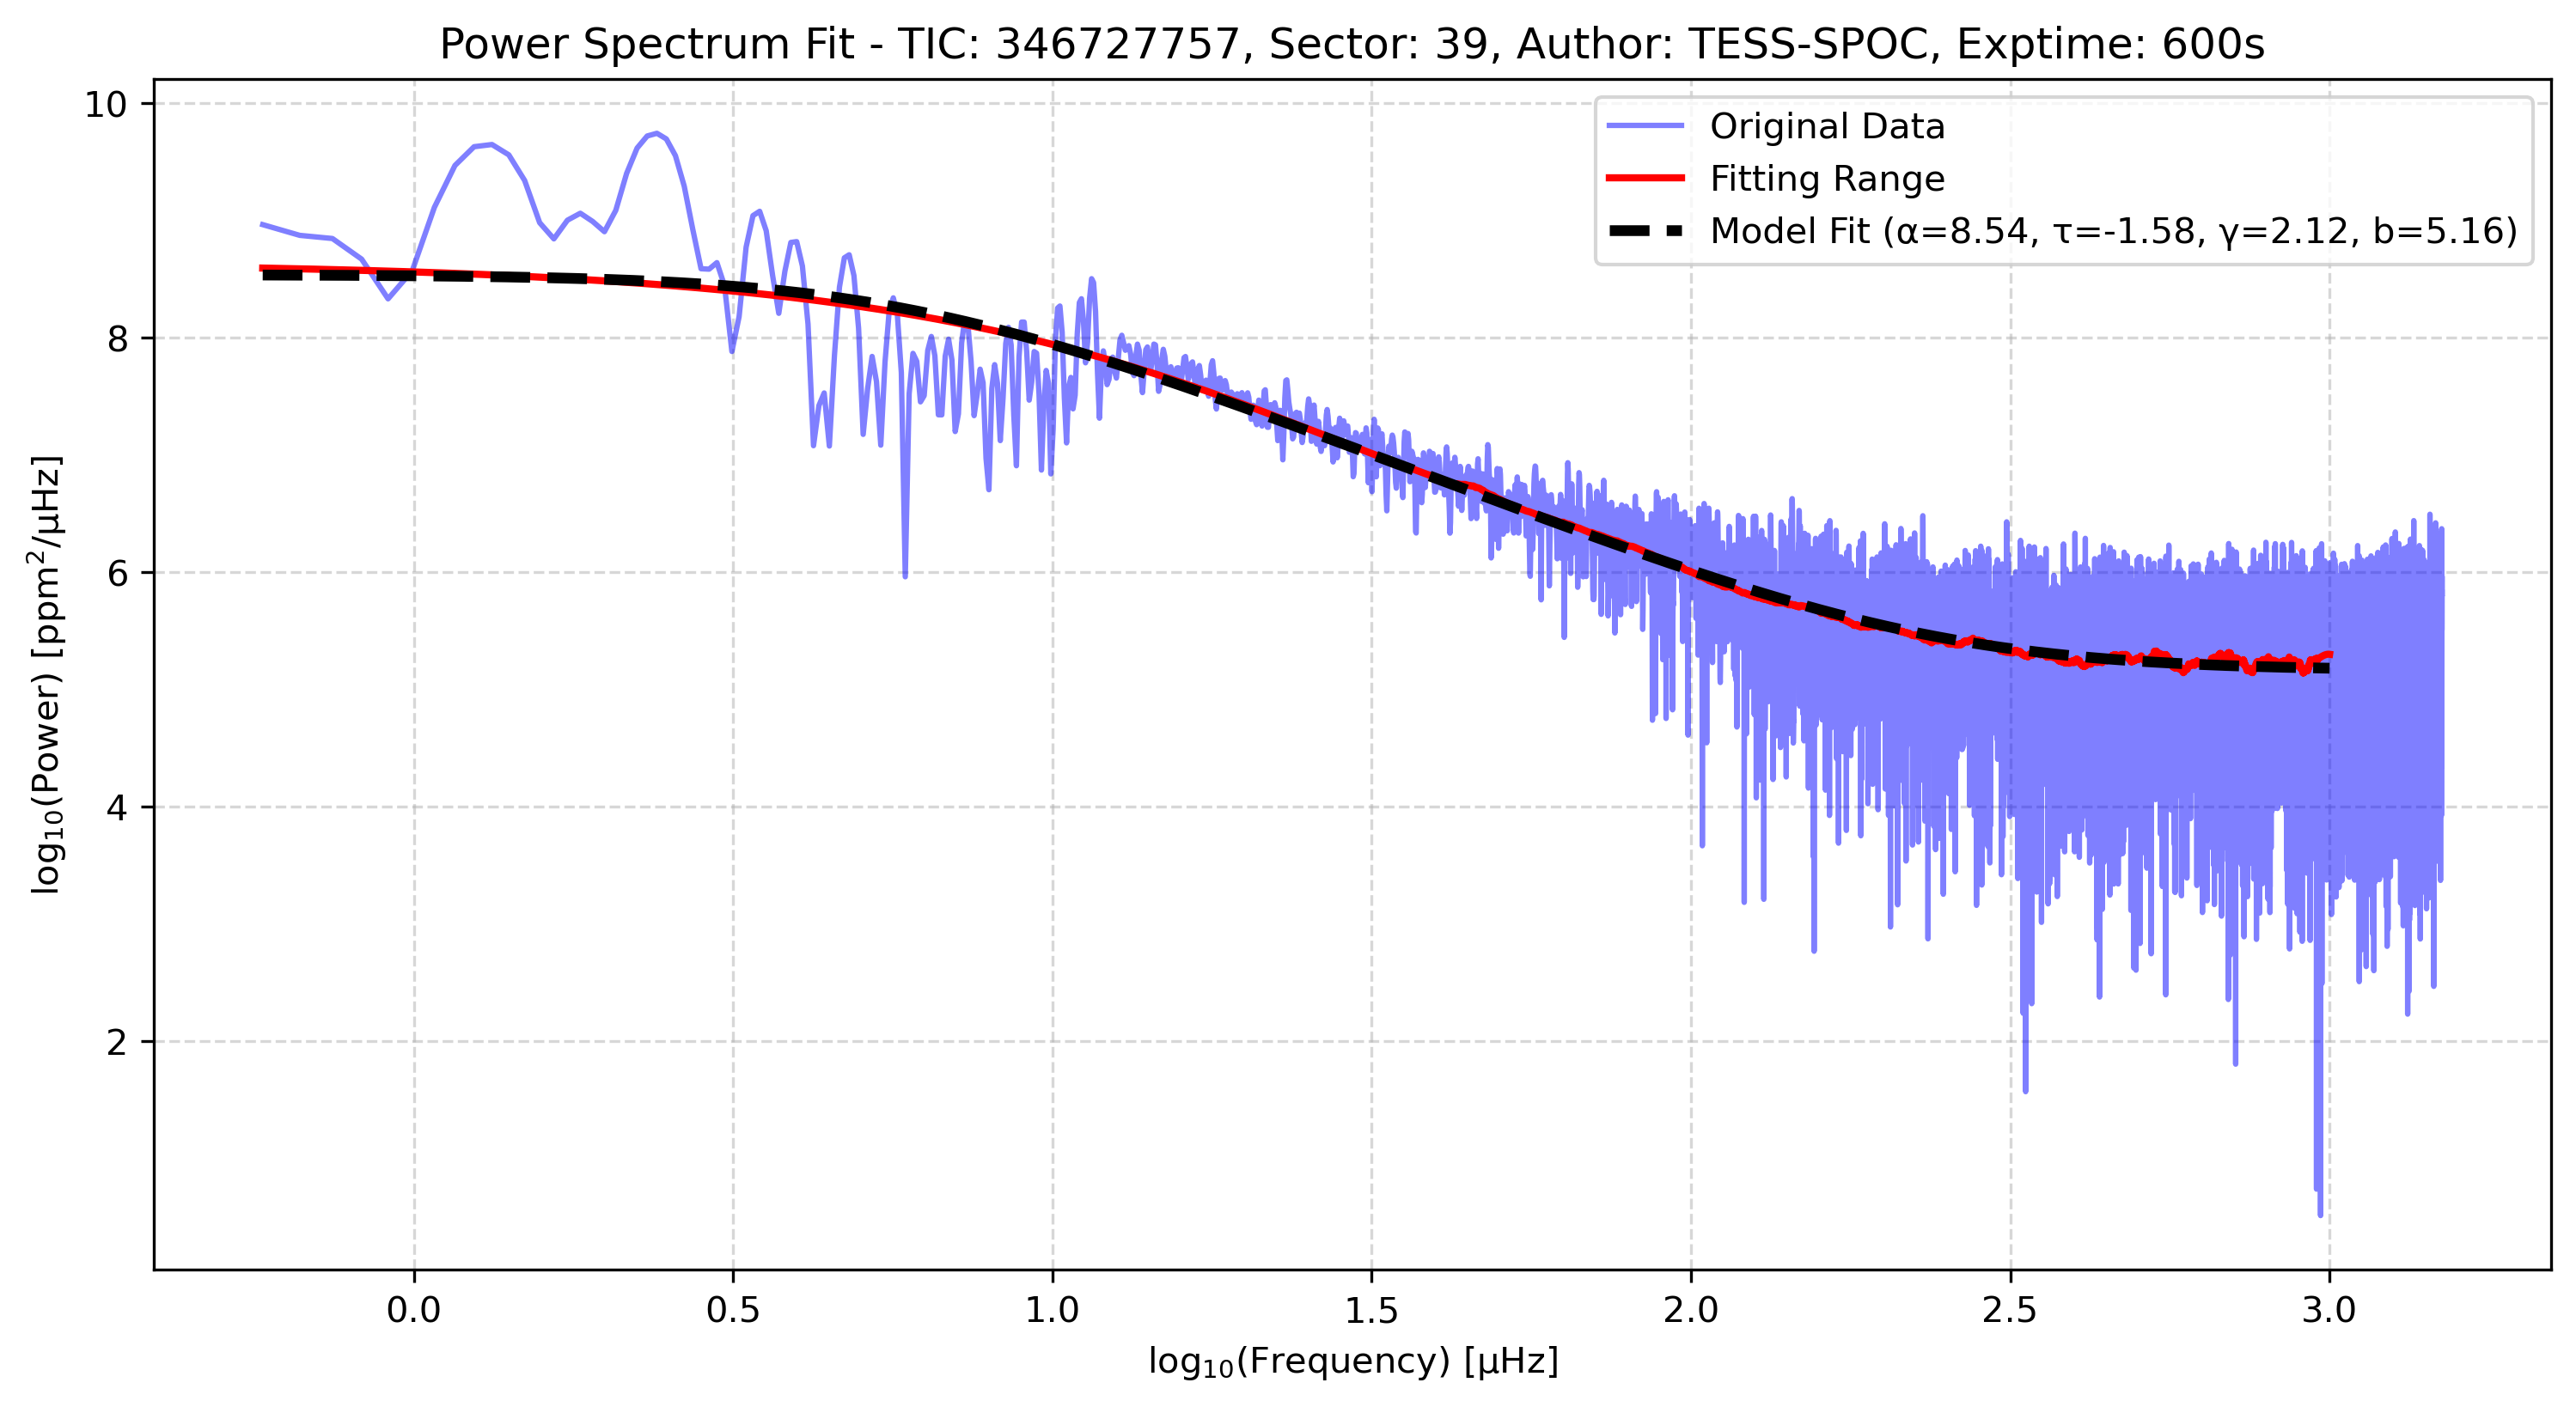 Power Spectrum Fit - TIC: 346727757, Sector: 39, Author: TESS-SPOC, Exptime: 600s
Original Data
Fitting Range
Model Fit (α=8.54, τ=-1.58, γ=2.12, b=5.16)
log₁₀(Power) [ppm²/μHz]
10
8
6
4
2
0.0 0.5 1.0 1.5 2.0 2.5 3.0
log₁₀(Frequency) [μHz]